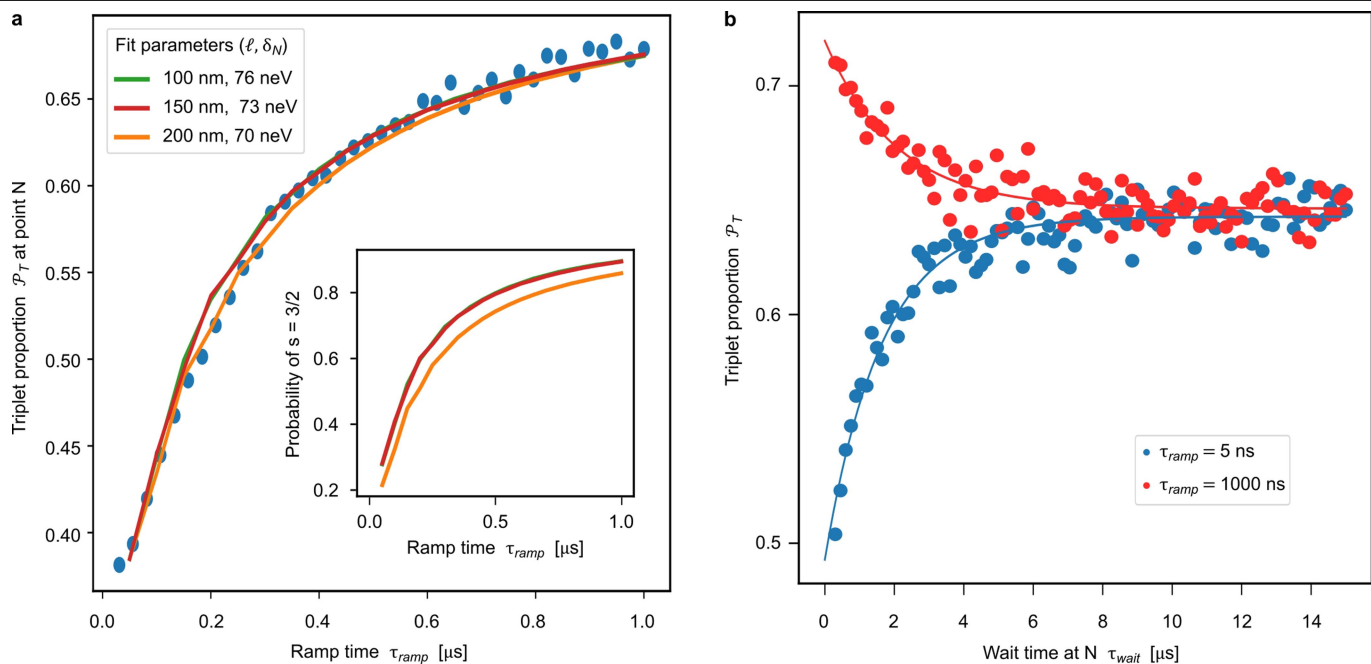 a
Triplet proportion 𝒫_T at point N
0.65
0.60
0.55
0.50
0.45
0.40
Fit parameters (ℓ, δ_N)
100 nm, 76 neV
150 nm, 73 neV
200 nm, 70 neV
Probability of s = 3/2
0.8
0.6
0.4
0.2
0.0 0.5 1.0
Ramp time τ_ramp [μs]
0.0 0.2 0.4 0.6 0.8 1.0
Ramp time τ_ramp [μs]
b
Triplet proportion 𝒫_T
0.7
0.6
0.5
τ_ramp = 5 ns
τ_ramp = 1000 ns
0 2 4 6 8 10 12 14
Wait time at N τ_wait [μs]